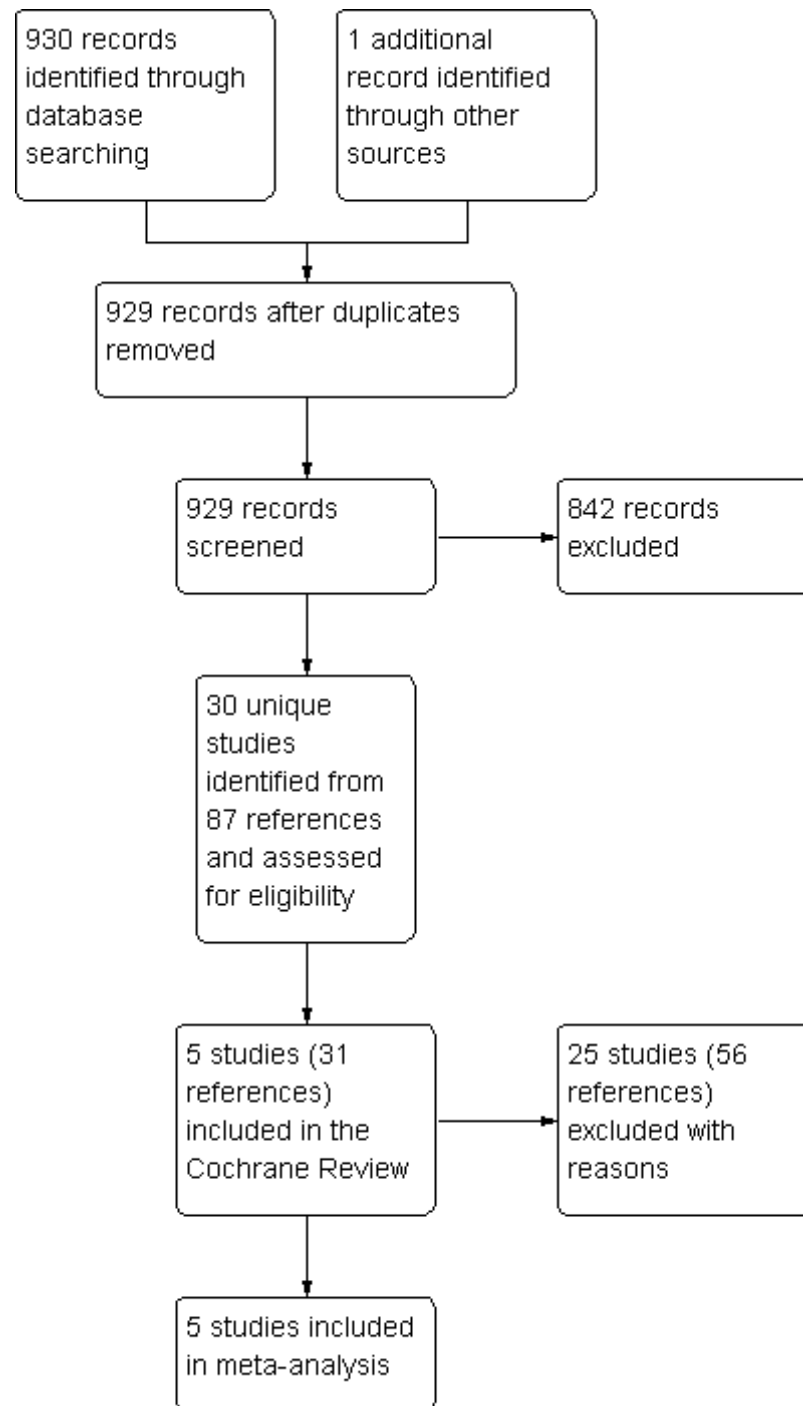 930 records
identified through
database
searching
1 additional
record identified
through other
sources
929 records after duplicates
removed
929 records
screened
842 records
excluded
30 unique
studies
identified from
87 references
and assessed
for eligibility
5 studies (31
references)
included in the
Cochrane Review
25 studies (56
references)
excluded with
reasons
5 studies included
in meta-analysis